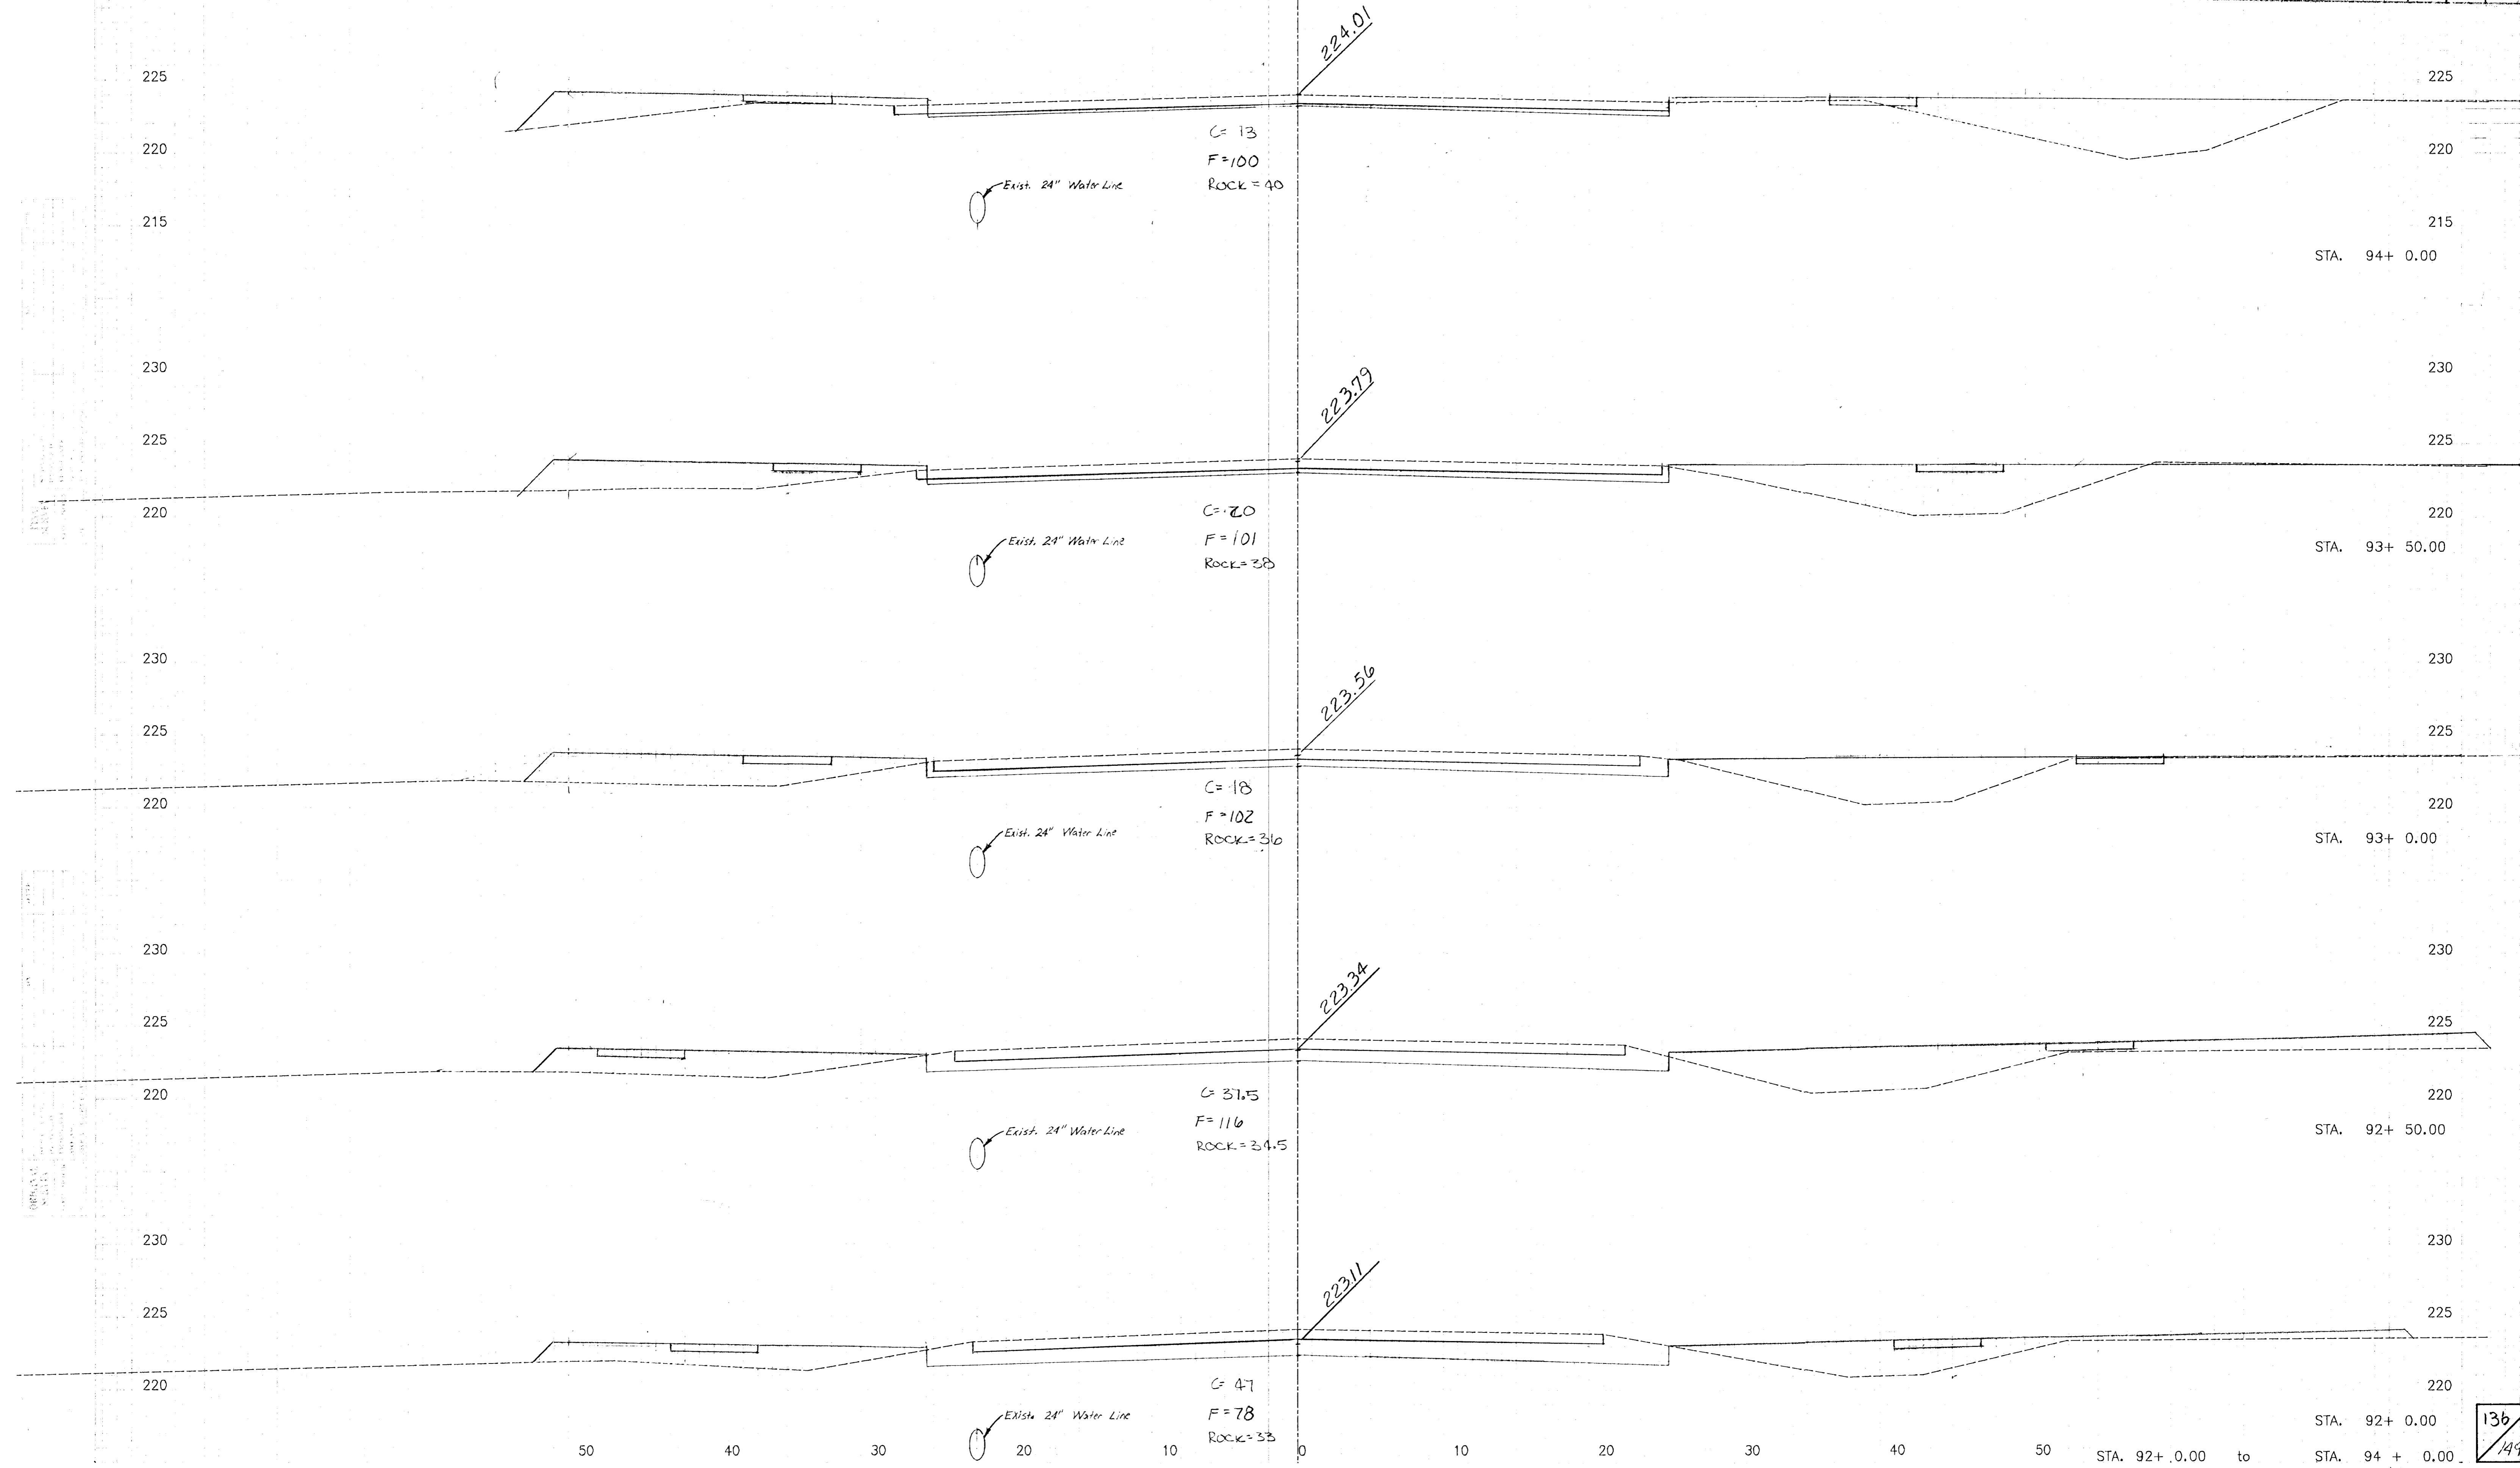 224.01
225 225
C= 13
220 220
F=100
Exist. 24" Water Line ROCK=40
215 215
STA. 94+ 0.00
230 230
223.79
225 225
C= 20
220 220
F=101
Exist. 24" Water Line
STA. 93+ 50.00
ROCK=38
230 230
223.56
225 225
C= 18
220 220
F=102
Exist. 24" Water Line
STA. 93+ 0.00
ROCK=36
230 230
223.34
225 225
C= 37.5
220 220
F=116
Exist. 24" Water Line
STA. 92+ 50.00
ROCK=34.5
230 230
223.11
225 225
C= 47
220 220
F=78
Exist. 24" Water Line
STA. 92+ 0.00
136
ROCK=33
50 40 30 20 10 0 10 20 30 40 50
STA. 92+ 0.00 to STA. 94 + 0.00